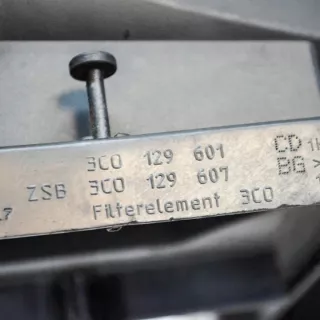 3C0 129 601
ZSB 3C0 129 607
Filterelement 3C0
CD
BG >